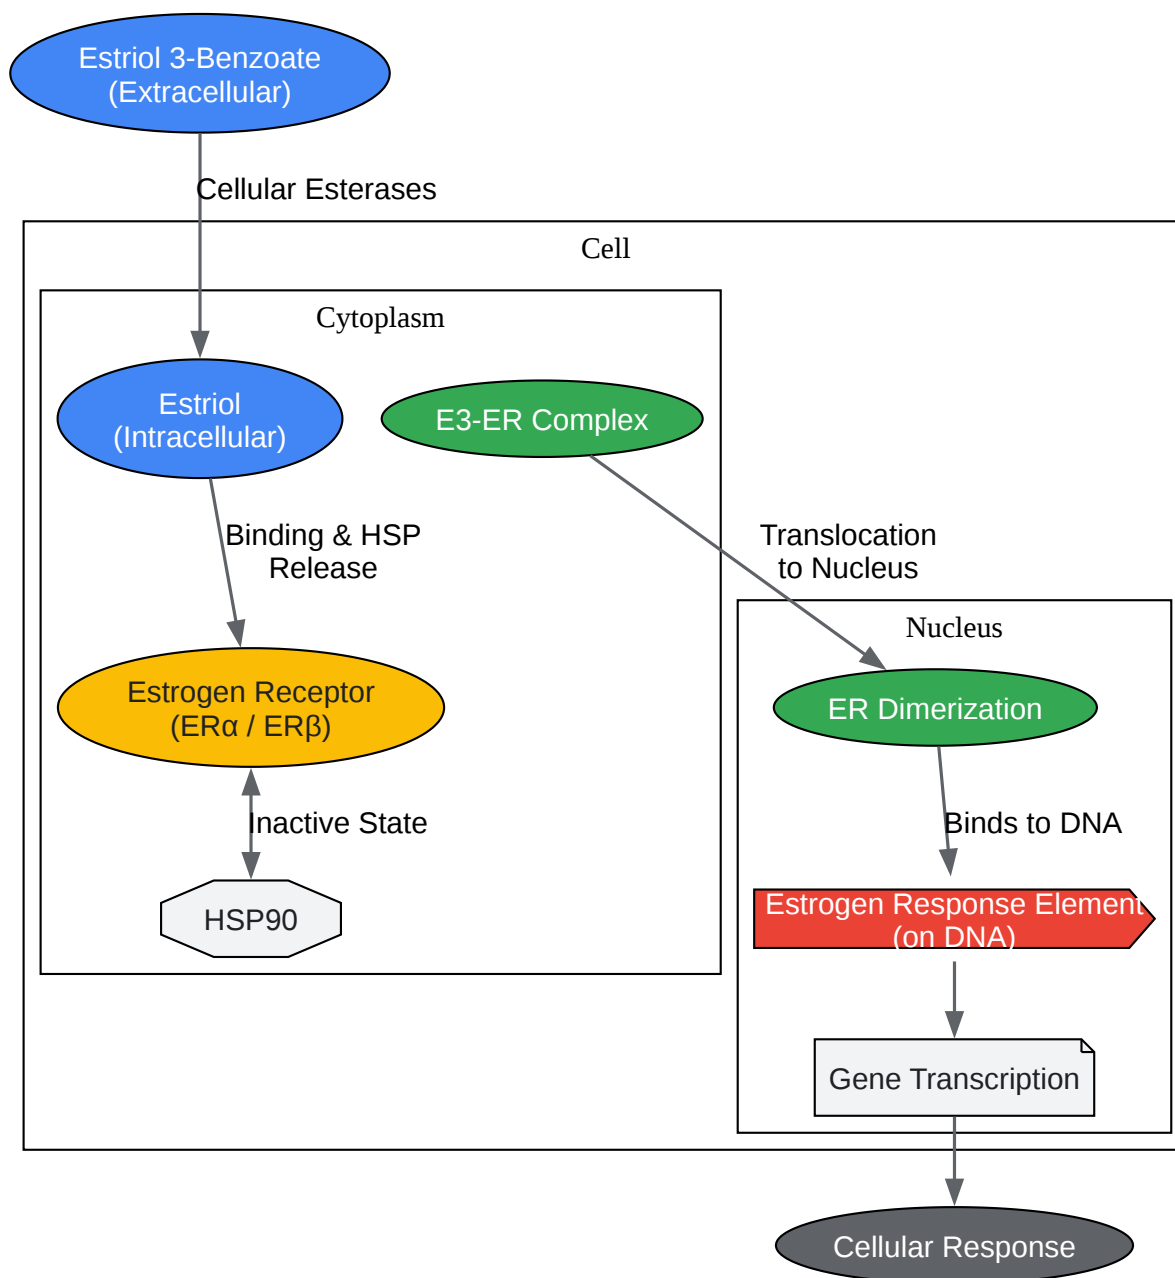 Estriol 3-Benzoate
(Extracellular)
Cellular Esterases
Cell
Cytoplasm
Estriol
(Intracellular)
E3-ER Complex
Binding & HSP
Release
Translocation
to Nucleus
Nucleus
Estrogen Receptor
(ERα / ERβ)
ER Dimerization
Inactive State
Binds to DNA
HSP90
Estrogen Response Element
(on DNA)
Gene Transcription
Cellular Response